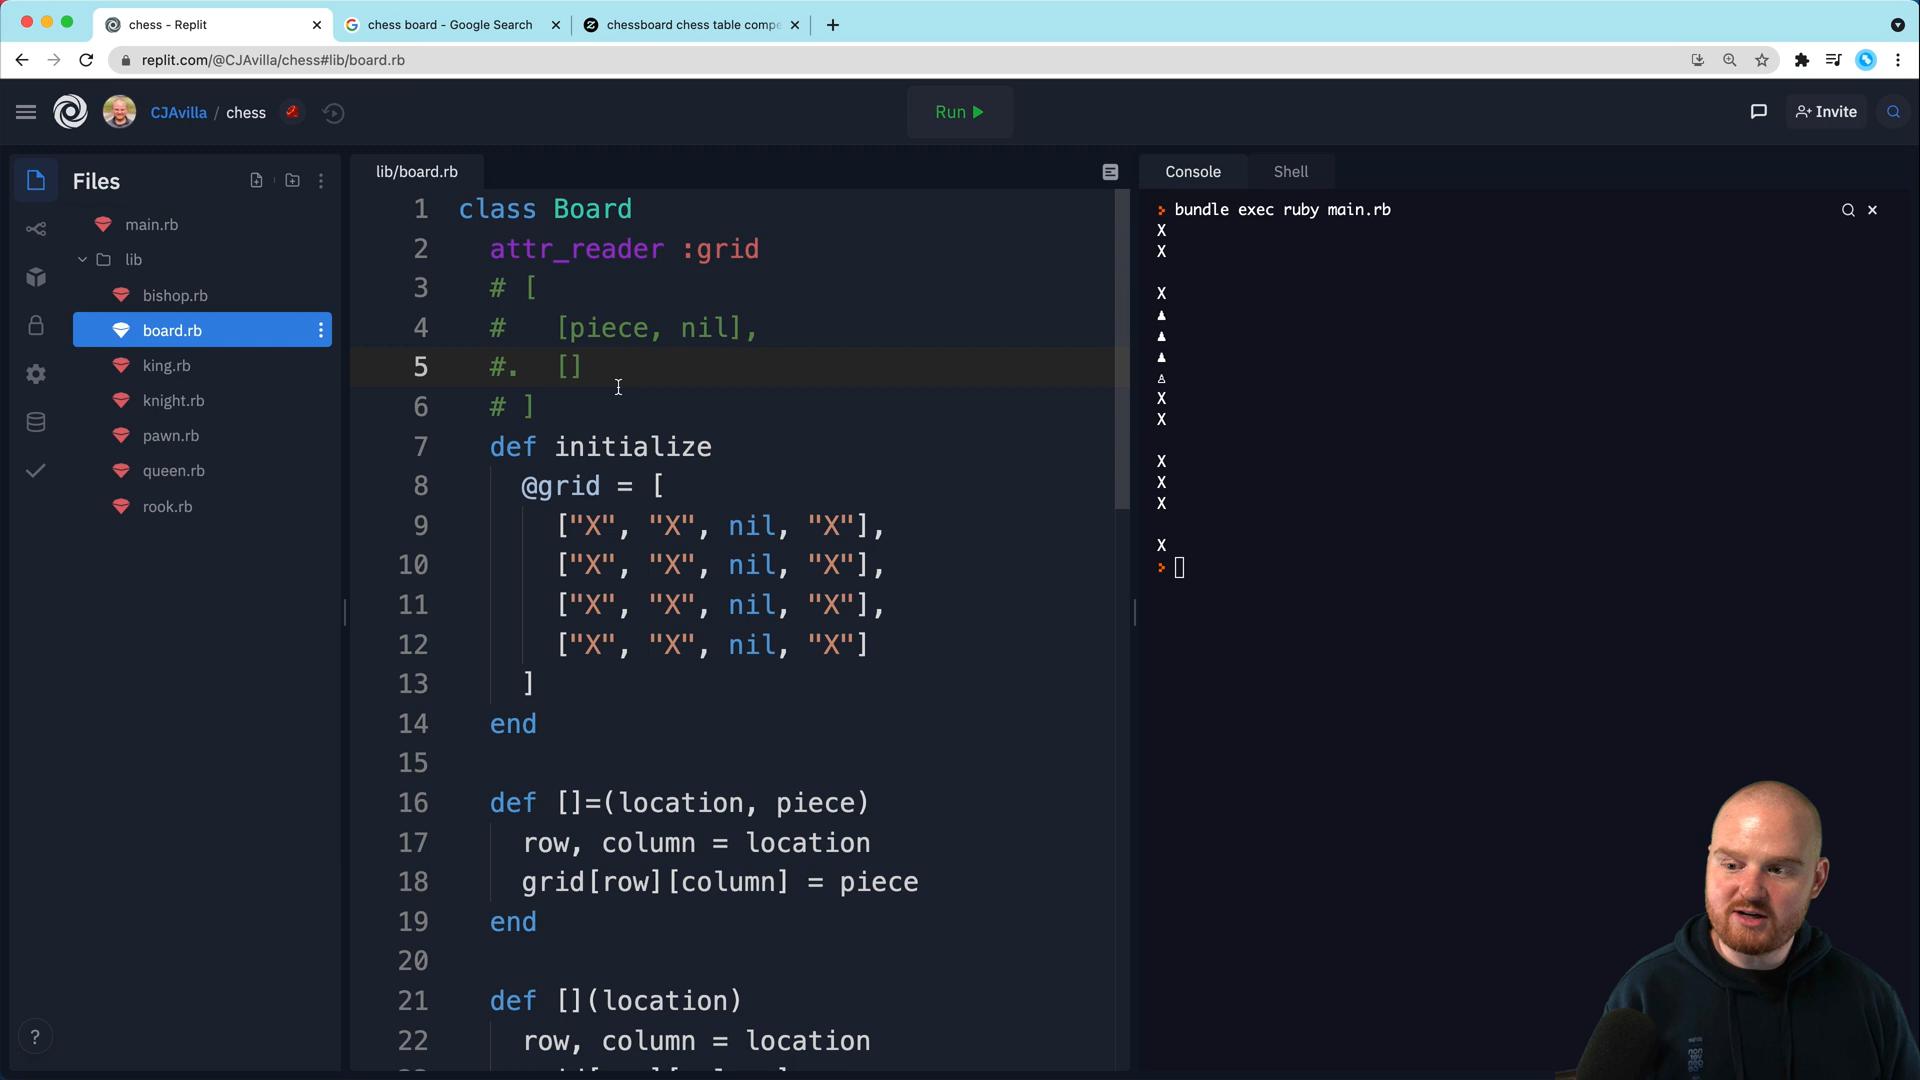 chess - Replit
chess board - Google Search
chessboard chess table compe
replit.com/@CJAvilla/chess#lib/board.rb
CJAvilla / chess
Run
Invite
Files
main.rb
lib
bishop.rb
board.rb
king.rb
knight.rb
pawn.rb
queen.rb
rook.rb
?
lib/board.rb
1 class Board
2 attr_reader :grid
3 # [
4 #   [piece, nil],
5 #.  []
6 # ]
7 def initialize
8 @grid = [
9 ["X", "X", nil, "X"],
10 ["X", "X", nil, "X"],
11 ["X", "X", nil, "X"],
12 ["X", "X", nil, "X"]
13 ]
14 end
15
16 def []=(location, piece)
17 row, column = location
18 grid[row][column] = piece
19 end
20
21 def [](location)
22 row, column = location
Console
Shell
> bundle exec ruby main.rb
X
X
X
♟
♟
♟
♙
X
X
X
X
X
X
>